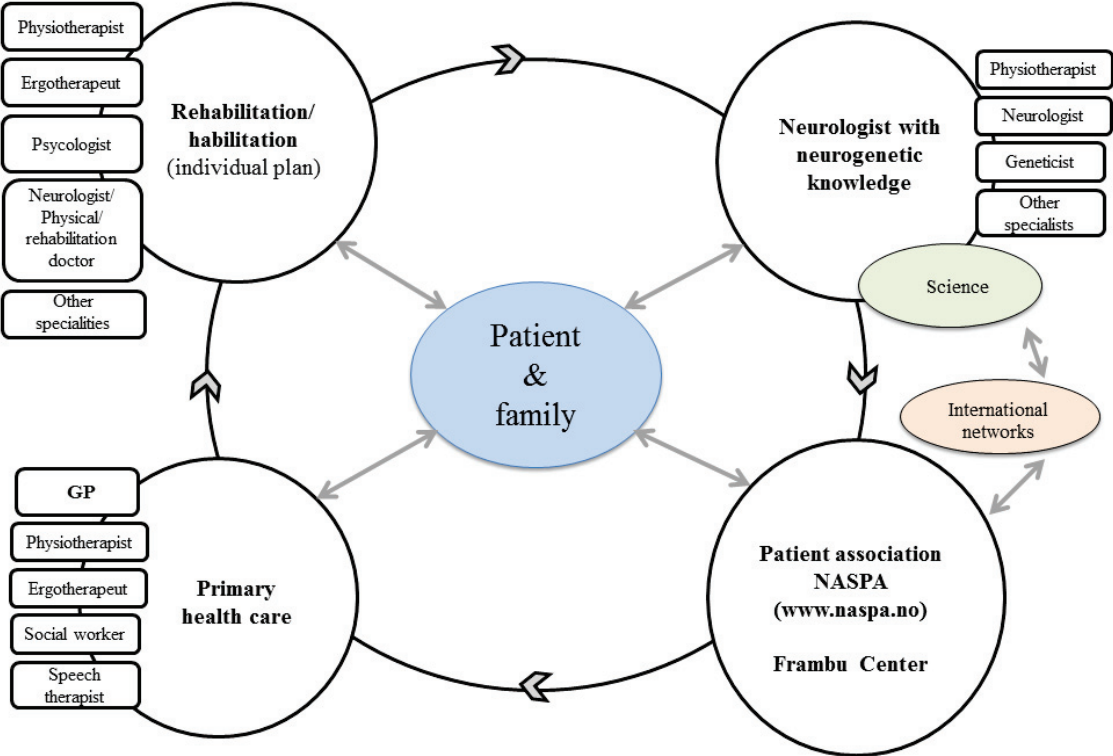 Physiotherapist
Ergotherapeut
Psycologist
Neurologist/
Physical/
rehabilitation
doctor
Other
specialities
Rehabilitation/
habilitation
(individual plan)
Neurologist with
neurogenetic
knowledge
Physiotherapist
Neurologist
Geneticist
Other
specialists
Science
International
networks
Patient
&
family
GP
Physiotherapist
Ergotherapeut
Social worker
Speech
therapist
Primary
health care
Patient association
NASPA
(www.naspa.no)
Frambu Center